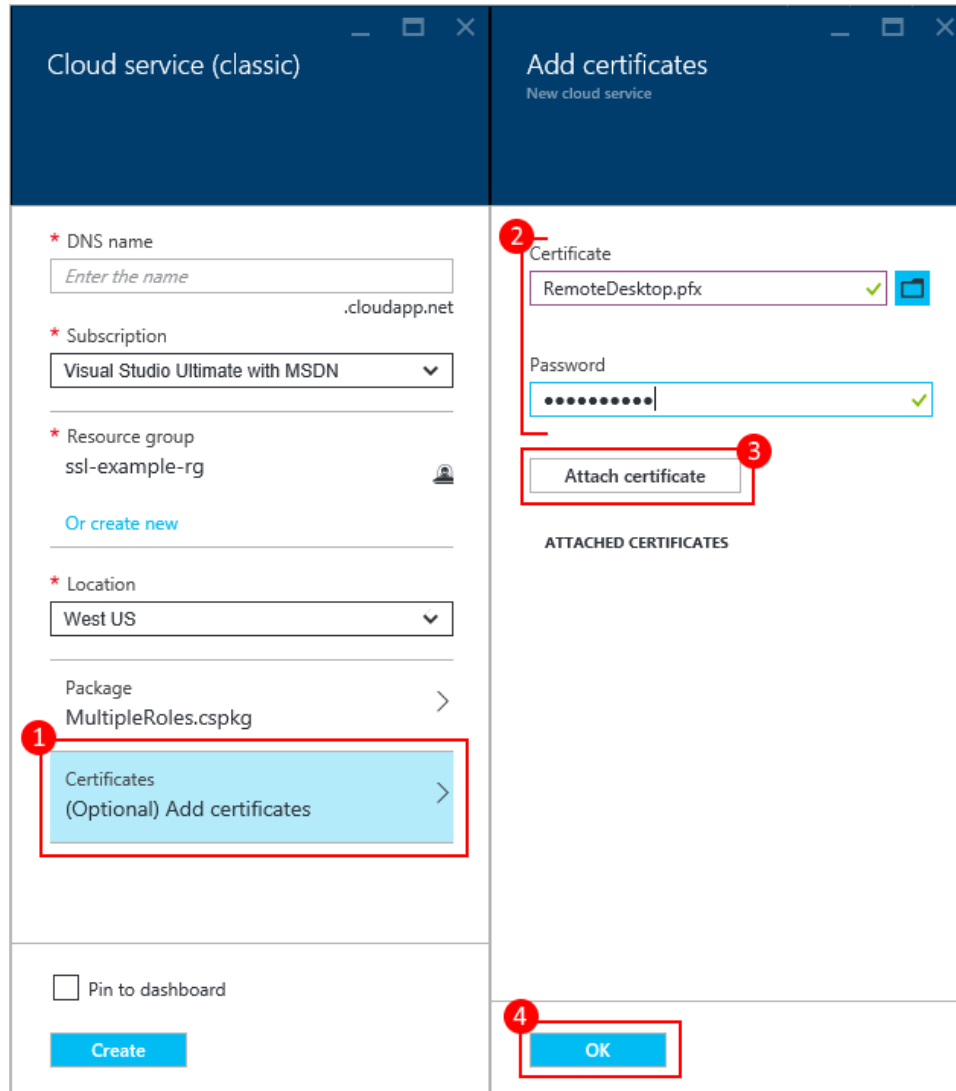 Cloud service (classic)
* DNS name
Enter the name
.cloudapp.net
* Subscription
Visual Studio Ultimate with MSDN
* Resource group
ssl-example-rg
Or create new
* Location
West US
Package
MultipleRoles.cspkg
1
Certificates
(Optional) Add certificates
Pin to dashboard
Create
Add certificates
New cloud service
2
Certificate
RemoteDesktop.pfx
Password
●●●●●●●●●●
3
Attach certificate
ATTACHED CERTIFICATES
4
OK